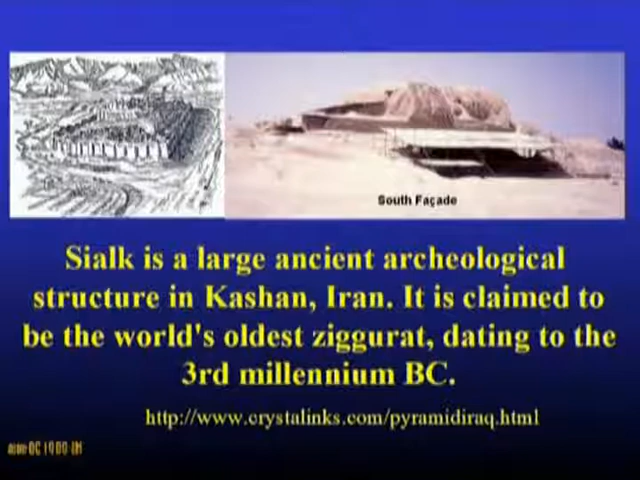 South Façade
Sialk is a large ancient archeological
structure in Kashan, Iran. It is claimed to
be the world's oldest ziggurat, dating to the
3rd millennium BC.
http://www.crystalinks.com/pyramidiraq.html